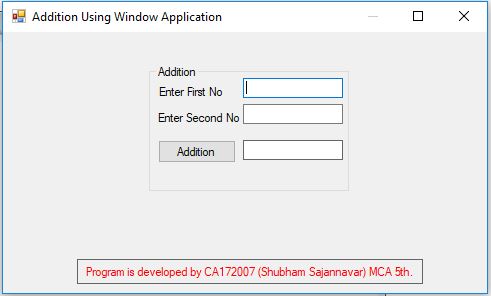 Addition Using Window Application
Addition
Enter First No
Enter Second No
Addition
Program is developed by CA172007 (Shubham Sajannavar) MCA 5th.